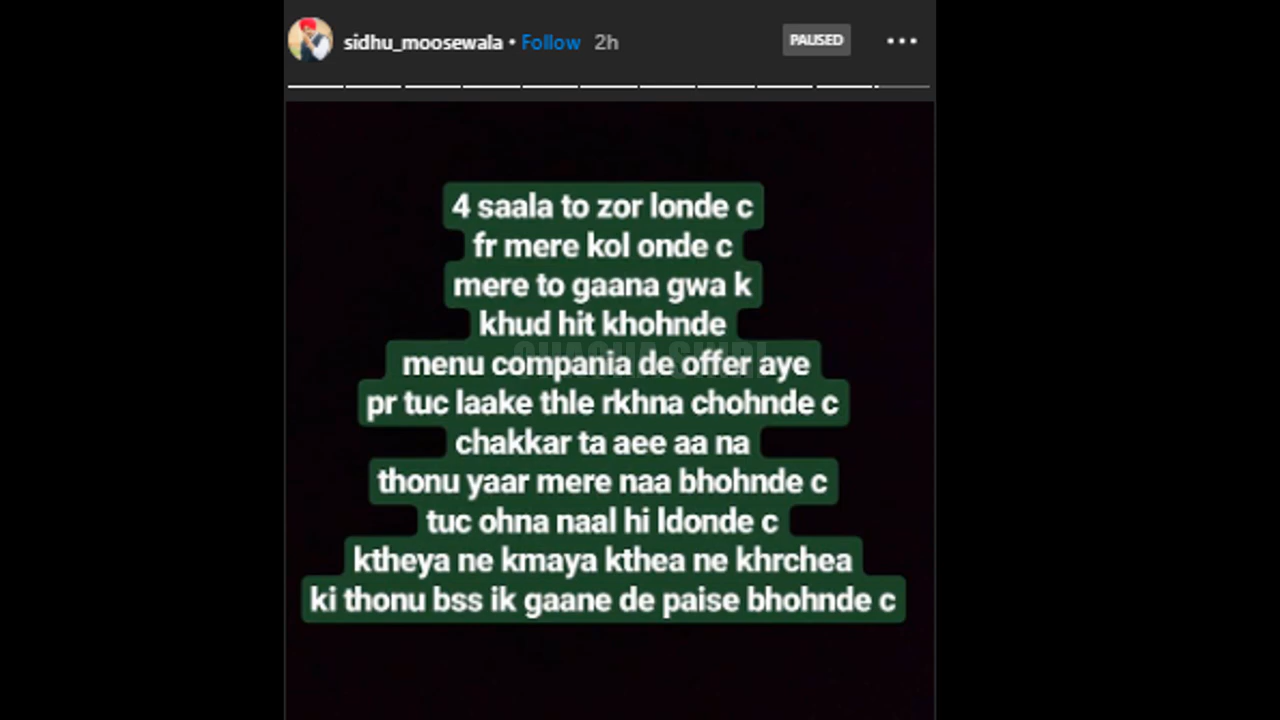 sidhu_moosewala • Follow 2h PAUSED
4 saala to zor londe c
fr mere kol onde c
mere to gaana gwa k
khud hit khohnde
menu compania de offer aye
pr tuc laake thle rkhna chohnde c
chakkar ta aee aa na
thonu yaar mere naa bhohnde c
tuc ohna naal hi ldonde c
ktheya ne kmaya kthea ne khrchea
ki thonu bss ik gaane de paise bhohnde c